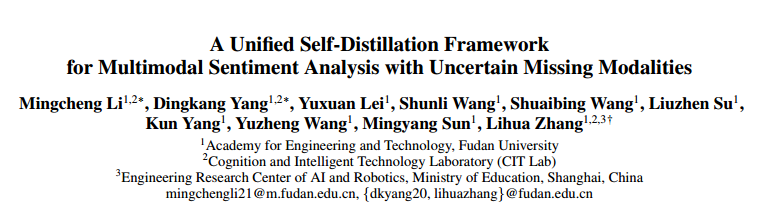 A Unified Self-Distillation Framework
for Multimodal Sentiment Analysis with Uncertain Missing Modalities
Mingcheng Li1,2*, Dingkang Yang1,2*, Yuxuan Lei1, Shunli Wang1, Shuaibing Wang1, Liuzhen Su1,
Kun Yang1, Yuzheng Wang1, Mingyang Sun1, Lihua Zhang1,2,3†
1Academy for Engineering and Technology, Fudan University
2Cognition and Intelligent Technology Laboratory (CIT Lab)
3Engineering Research Center of AI and Robotics, Ministry of Education, Shanghai, China
mingchengli21@m.fudan.edu.cn, {dkyang20, lihuazhang}@fudan.edu.cn